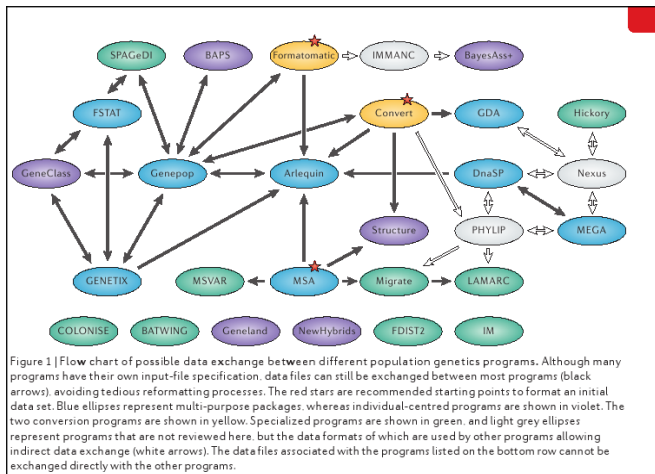 SPAGeDI
BAPS
Formatomatic
IMMANC
BayesAss+
FSTAT
Convert
GDA
Hickory
GeneClass
Genepop
Arlequin
DnaSP
Nexus
Structure
PHYLIP
MEGA
GENETIX
MSVAR
MSA
Migrate
LAMARC
COLONISE
BATWING
Geneland
NewHybrids
FDIST2
IM
Figure 1 | Flow chart of possible data exchange between different population genetics programs. Although many
programs have their own input-file specification, data files can still be exchanged between most programs (black
arrows), avoiding tedious reformatting processes. The red stars are recommended starting points to format an initial
data set. Blue ellipses represent multi-purpose packages, whereas individual-centred programs are shown in violet. The
two conversion programs are shown in yellow. Specialized programs are shown in green, and light grey ellipses
represent programs that are not reviewed here, but the data formats of which are used by other programs allowing
indirect data exchange (white arrows). The data files associated with the programs listed on the bottom row cannot be
exchanged directly with the other programs.